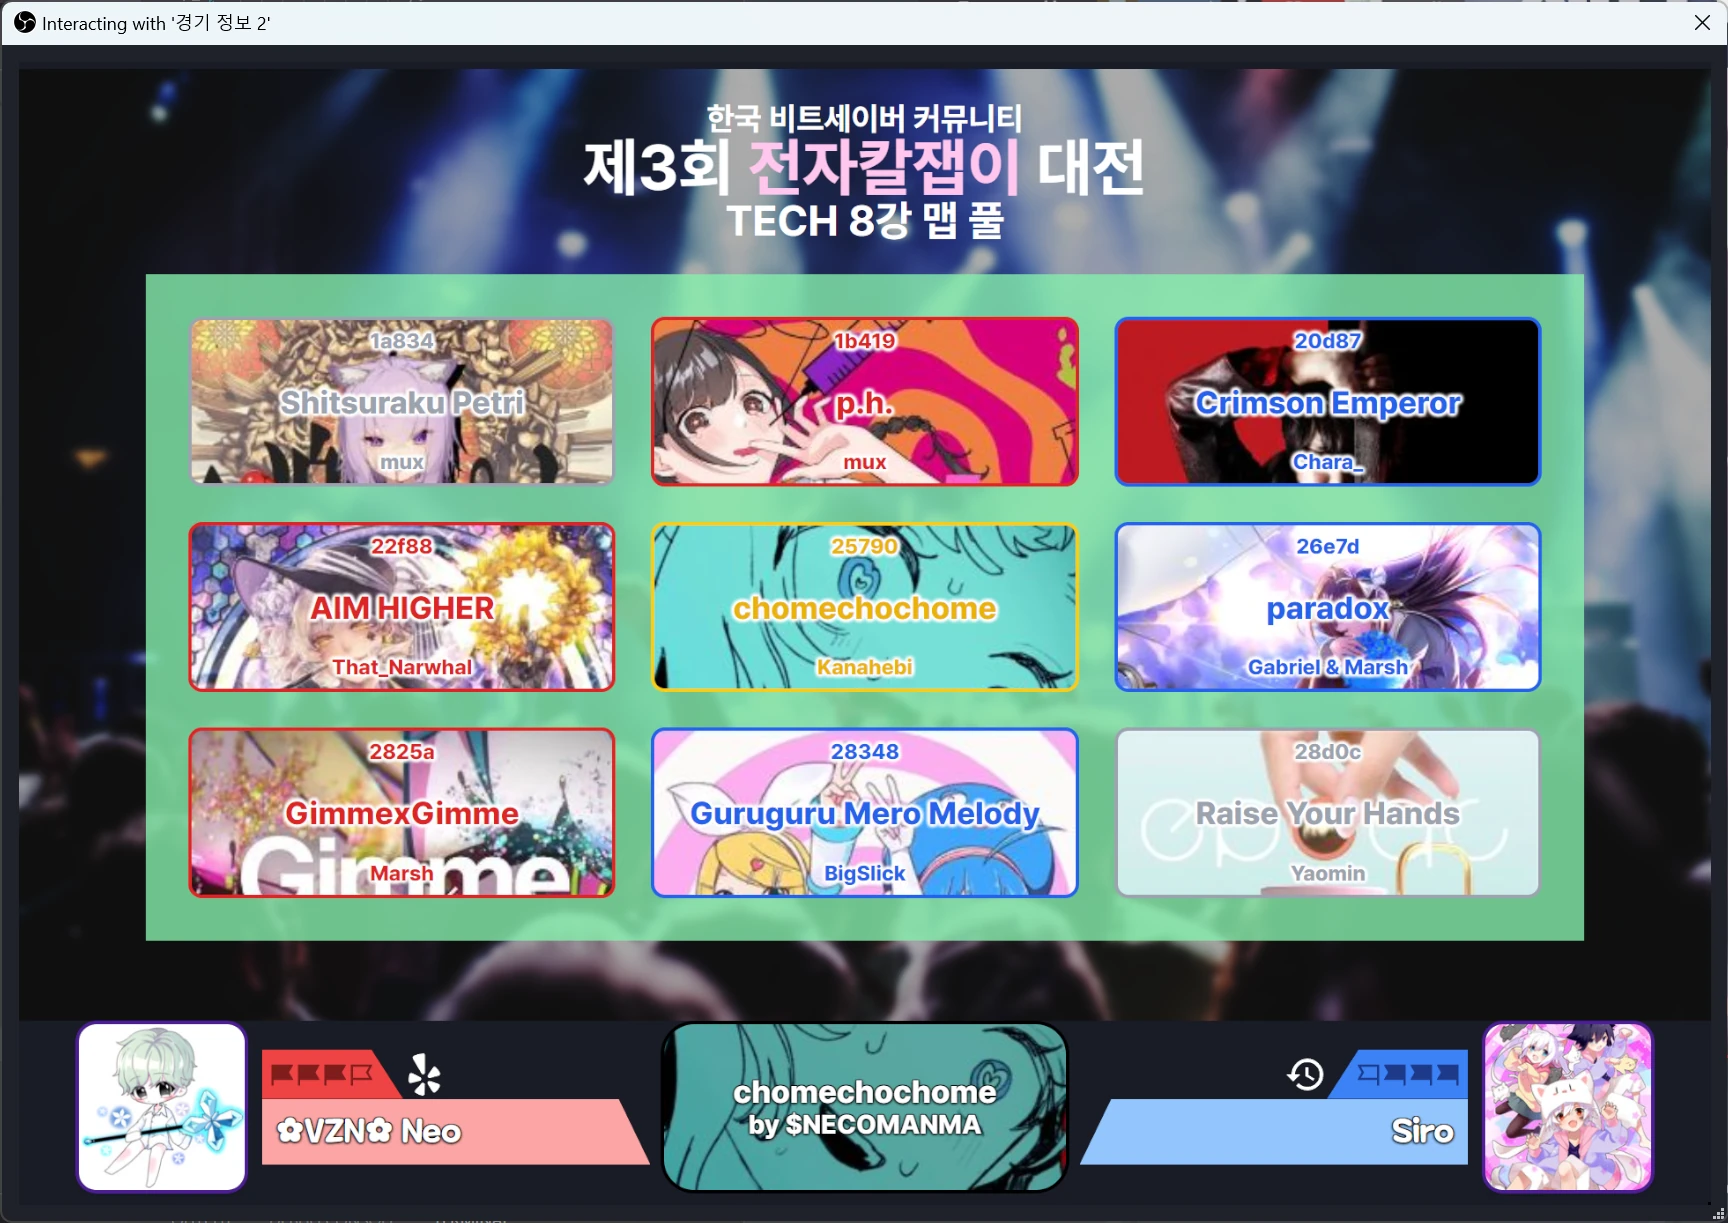 Interacting with '경기 정보 2'
한국 비트세이버 커뮤니티
제3회 전자칼잽이 대전
TECH 8강 맵 풀
1a834
Shitsuraku Petri
mux
1b419
p.h.
mux
20d87
Crimson Emperor
Chara_
22f88
AIM HIGHER
That_Narwhal
25790
chomechochome
Kanahebi
26e7d
paradox
Gabriel & Marsh
2825a
GimmexGimme
Gimme
Marsh
28348
Guruguru Mero Melody
BigSlick
28d0c
Raise Your Hands
Yaomin
✿VZN✿ Neo
chomechochome
by $NECOMANMA
Siro